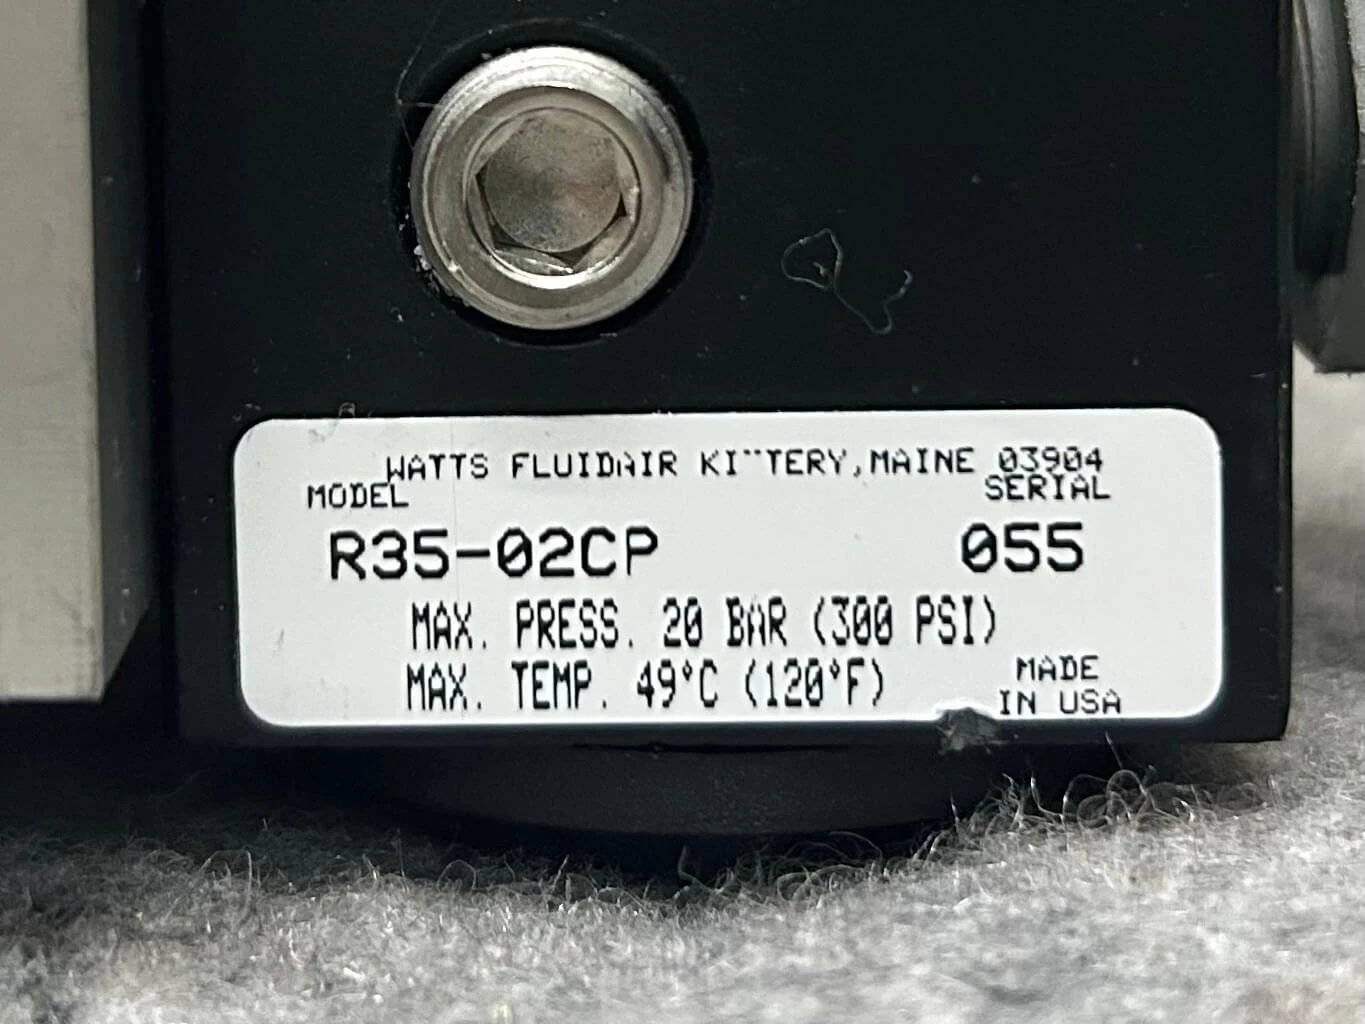 WATTS FLUIDAIR KITTERY, MAINE 03904
MODEL SERIAL
R35-02CP 055
MAX. PRESS. 20 BAR (300 PSI)
MAX. TEMP. 49°C (120°F) MADE
IN USA